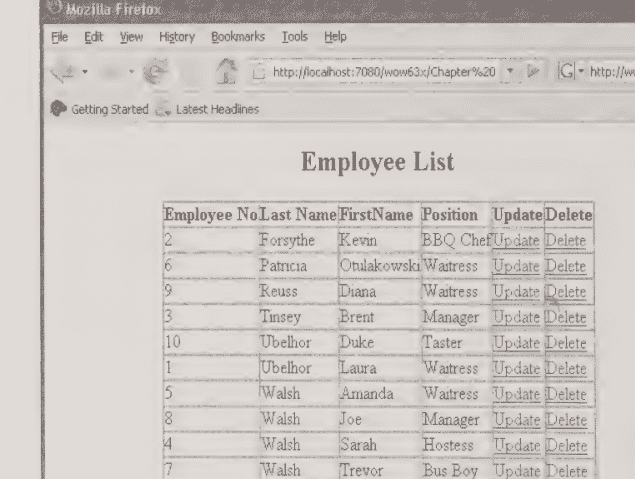 Mozilla Firefox
File Edit View History Bookmarks Tools Help
http://localhost:7080/wow63x/Chapter%20 G http://w
Getting Started Latest Headlines
Employee List
Employee No Last Name FirstName Position Update Delete
2 Forsythe Kevin BBQ Chef Update Delete
6 Patricia Otulakowski Waitress Update Delete
9 Reuss Diana Waitress Update Delete
3 Tinsey Brent Manager Update Delete
10 Ubelhor Duke Taster Update Delete
1 Ubelhor Laura Waitress Update Delete
5 Walsh Amanda Waitress Update Delete
8 Walsh Joe Manager Update Delete
4 Walsh Sarah Hostess Update Delete
7 Walsh Trevor Bus Boy Update Delete